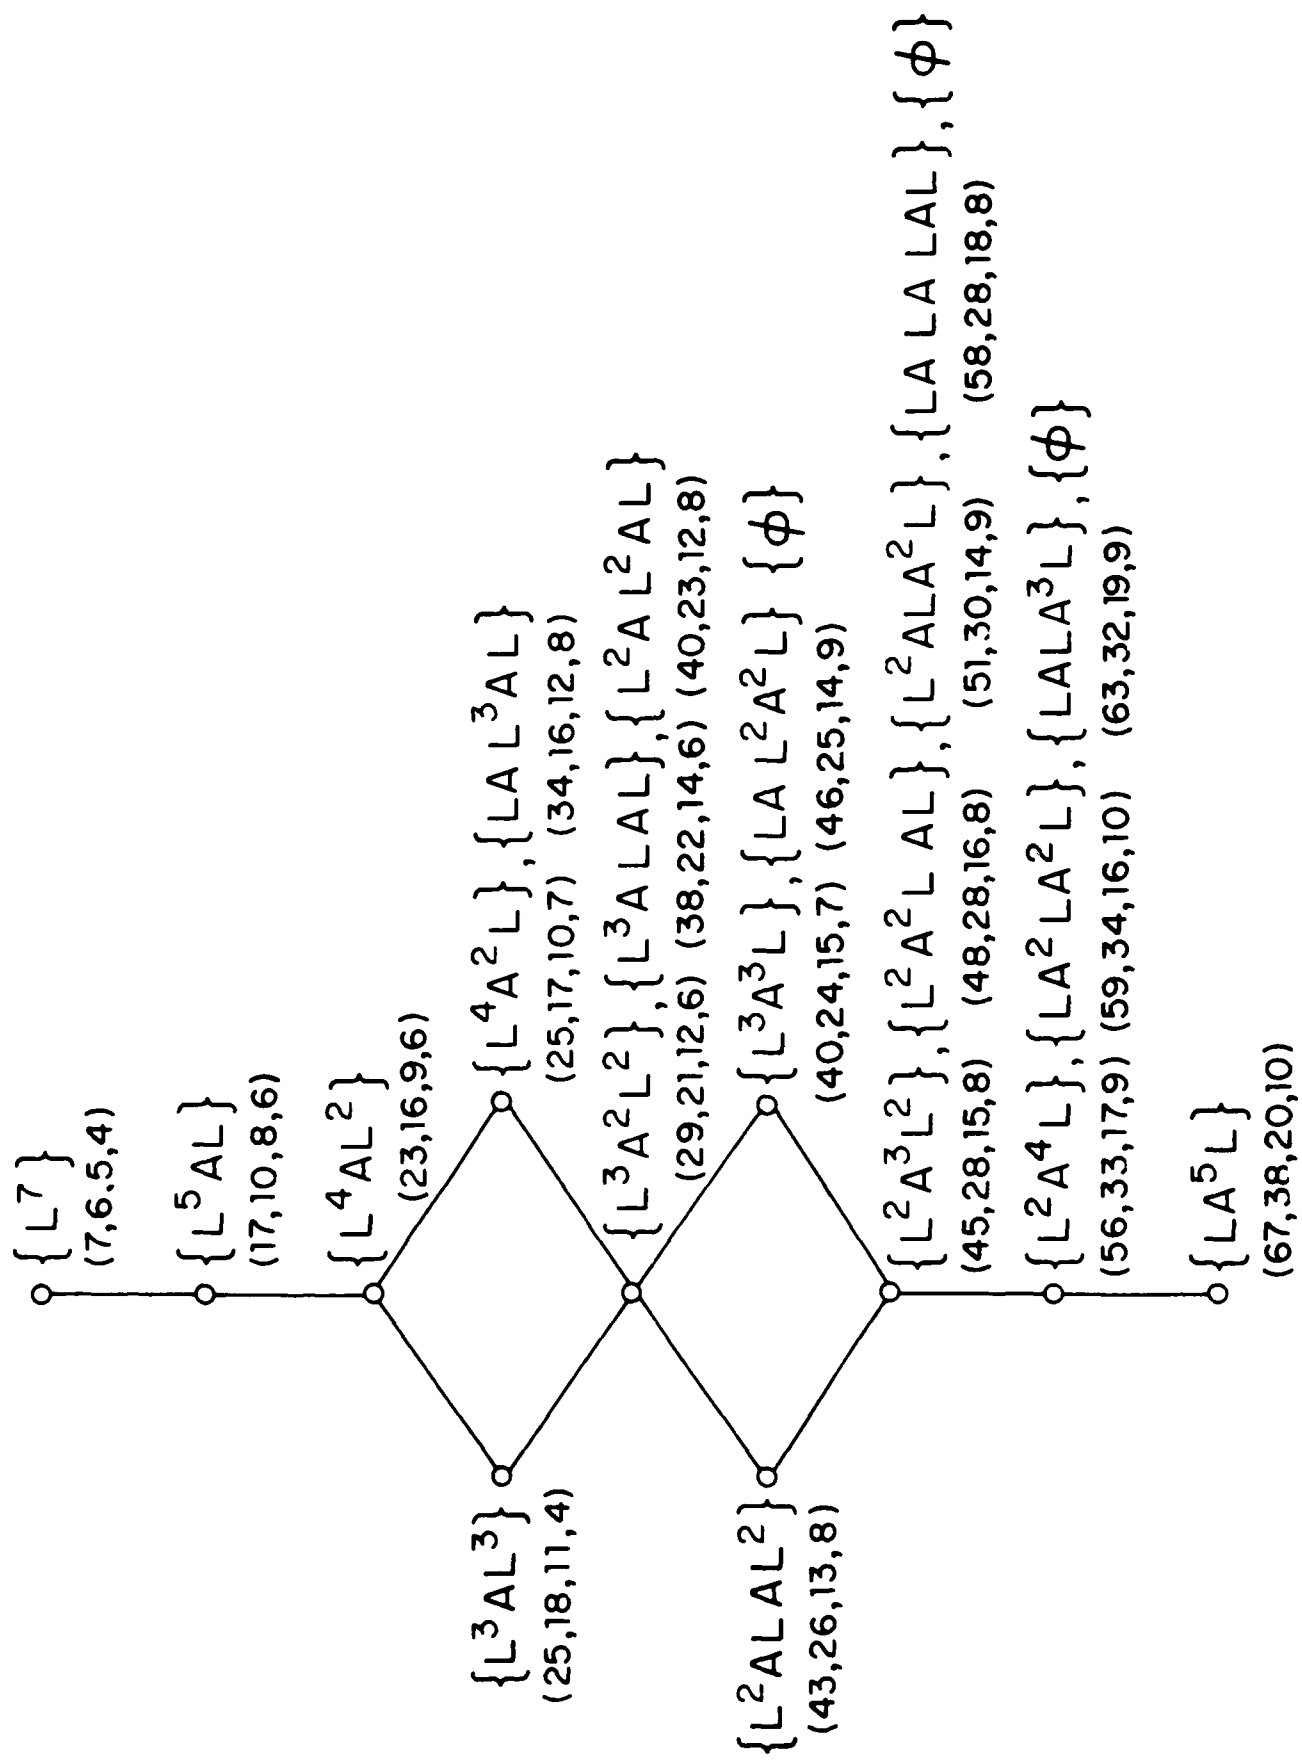 {L⁷}
(7,6.5,4)
{L⁵AL}
(17,10,8,6)
{L⁴AL²}
(23,16,9,6)
{L³AL³}
(25,18,11,4)
{L⁴A²L},{LAL³AL}
(25,17,10,7) (34,16,12,8)
{L³A²L²},{L³ALAL},{L²AL²AL}
(29,21,12,6) (38,22,14,6) (40,23,12,8)
{L²ALAL²}
(43,26,13,8)
{L³A³L},{LA L²A²L} {ϕ}
(40,24,15,7) (46,25,14,9)
{L²A³L²},{L²A²L AL},{L²ALA²L},{LA LA LAL},{ϕ}
(45,28,15,8) (48,28,16,8) (51,30,14,9) (58,28,18,8)
{L²A⁴L},{LA²LA²L},{LALA³L},{ϕ}
(56,33,17,9) (59,34,16,10) (63,32,19,9)
{LA⁵L}
(67,38,20,10)